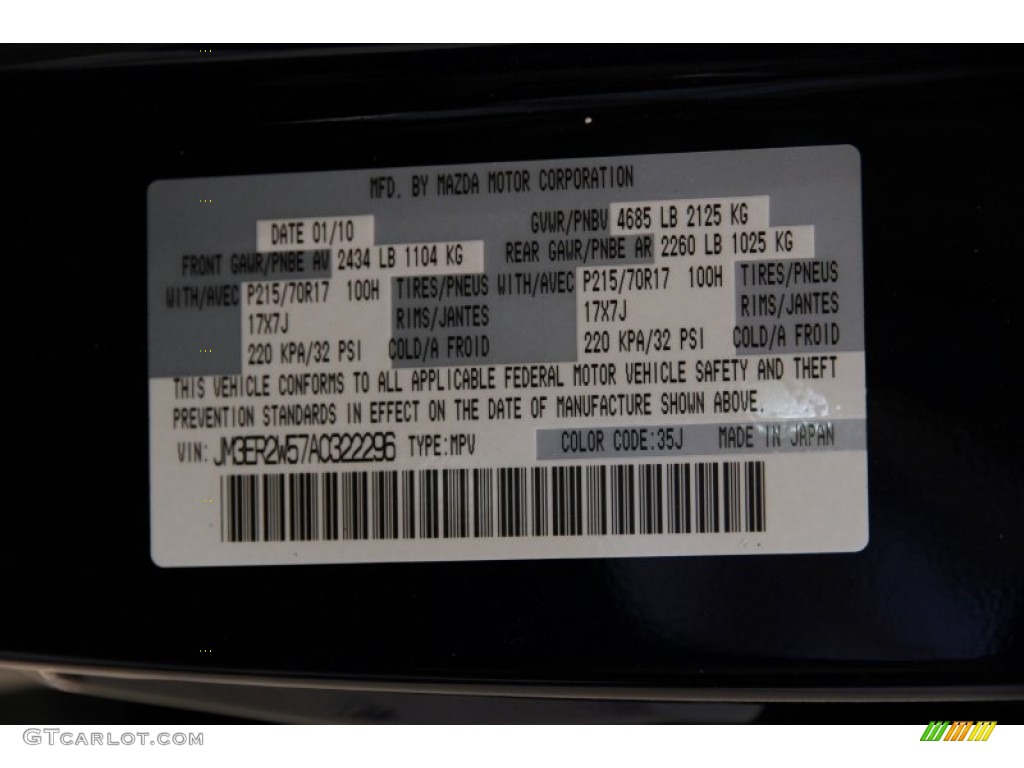 MFD. BY MAZDA MOTOR CORPORATION
DATE 01/10 GVWR/PNBV 4685 LB 2125 KG
FRONT GAWR/PNBE AV 2434 LB 1104 KG REAR GAWR/PNBE AR 2260 LB 1025 KG
WITH/AVEC P215/70R17 100H TIRES/PNEUS WITH/AVEC P215/70R17 100H TIRES/PNEUS
17X7J RIMS/JANTES 17X7J RIMS/JANTES
220 KPA/32 PSI COLD/A FROID 220 KPA/32 PSI COLD/A FROID
THIS VEHICLE CONFORMS TO ALL APPLICABLE FEDERAL MOTOR VEHICLE SAFETY AND THEFT
PREVENTION STANDARDS IN EFFECT ON THE DATE OF MANUFACTURE SHOWN ABOVE.
VIN: JM3ER2W57A0322296 TYPE:MPV COLOR CODE:35J MADE IN JAPAN
GTCARLOT.COM